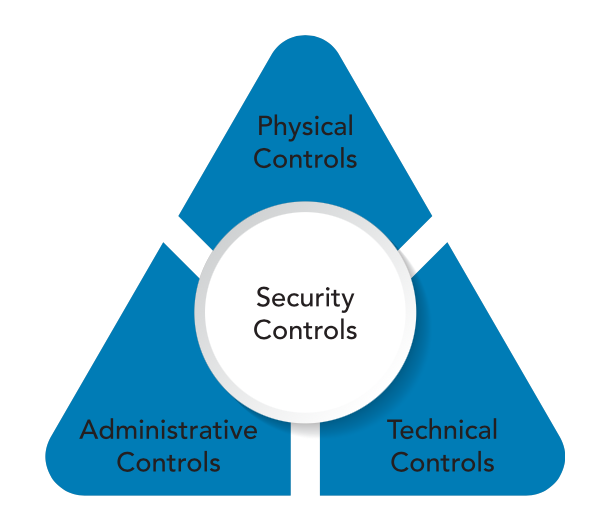 Physical
Controls
Security
Controls
Administrative
Controls
Technical
Controls